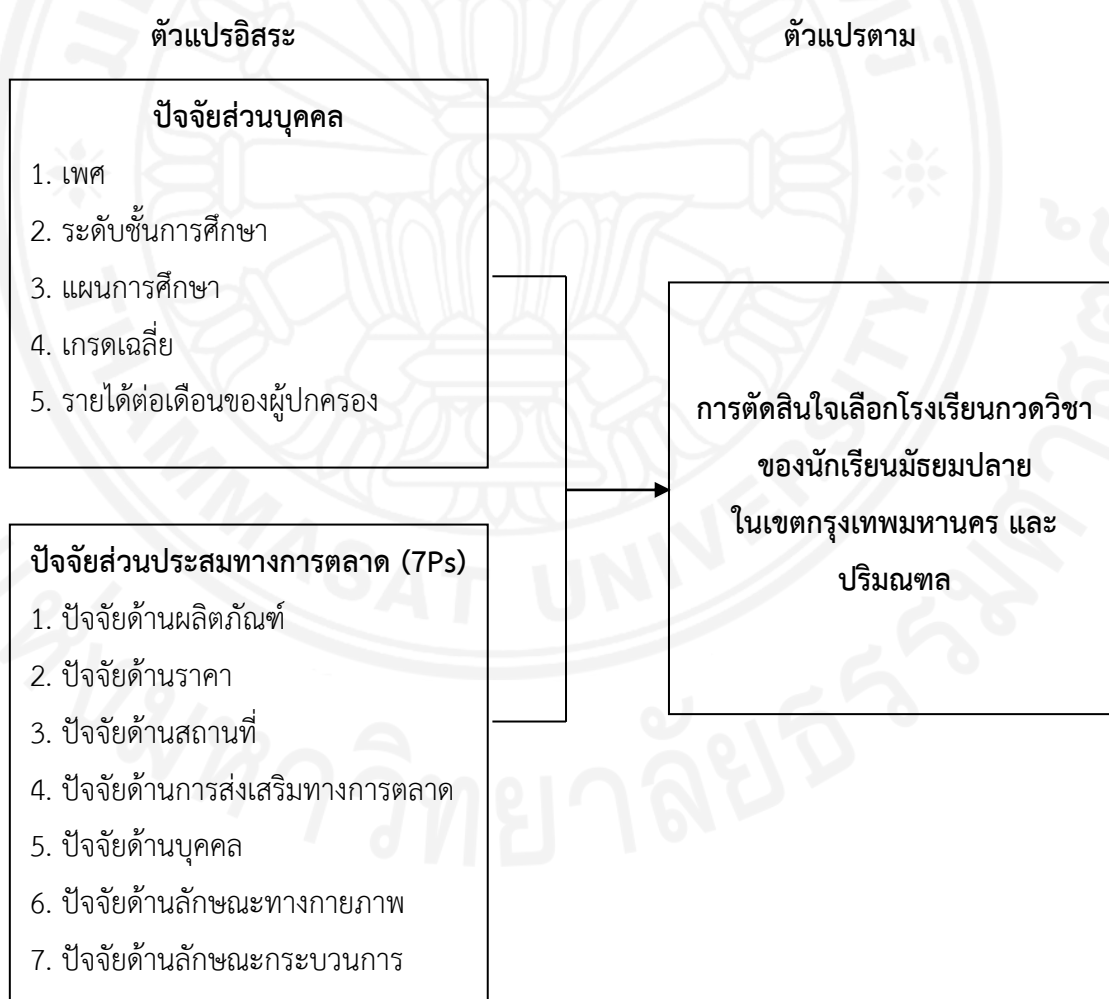 ตัวแปรอิสระ
ตัวแปรตาม
ปัจจัยส่วนบุคคล
1. เพศ
2. ระดับชั้นการศึกษา
3. แผนการศึกษา
4. เกรดเฉลี่ย
5. รายได้ต่อเดือนของผู้ปกครอง
ปัจจัยส่วนประสมทางการตลาด (7Ps)
1. ปัจจัยด้านผลิตภัณฑ์
2. ปัจจัยด้านราคา
3. ปัจจัยด้านสถานที่
4. ปัจจัยด้านการส่งเสริมทางการตลาด
5. ปัจจัยด้านบุคคล
6. ปัจจัยด้านลักษณะทางกายภาพ
7. ปัจจัยด้านลักษณะกระบวนการ
การตัดสินใจเลือกโรงเรียนกวดวิชา
ของนักเรียนมัธยมปลาย
ในเขตกรุงเทพมหานคร และ
ปริมณฑล
THAMMASAT UNIVERSITY